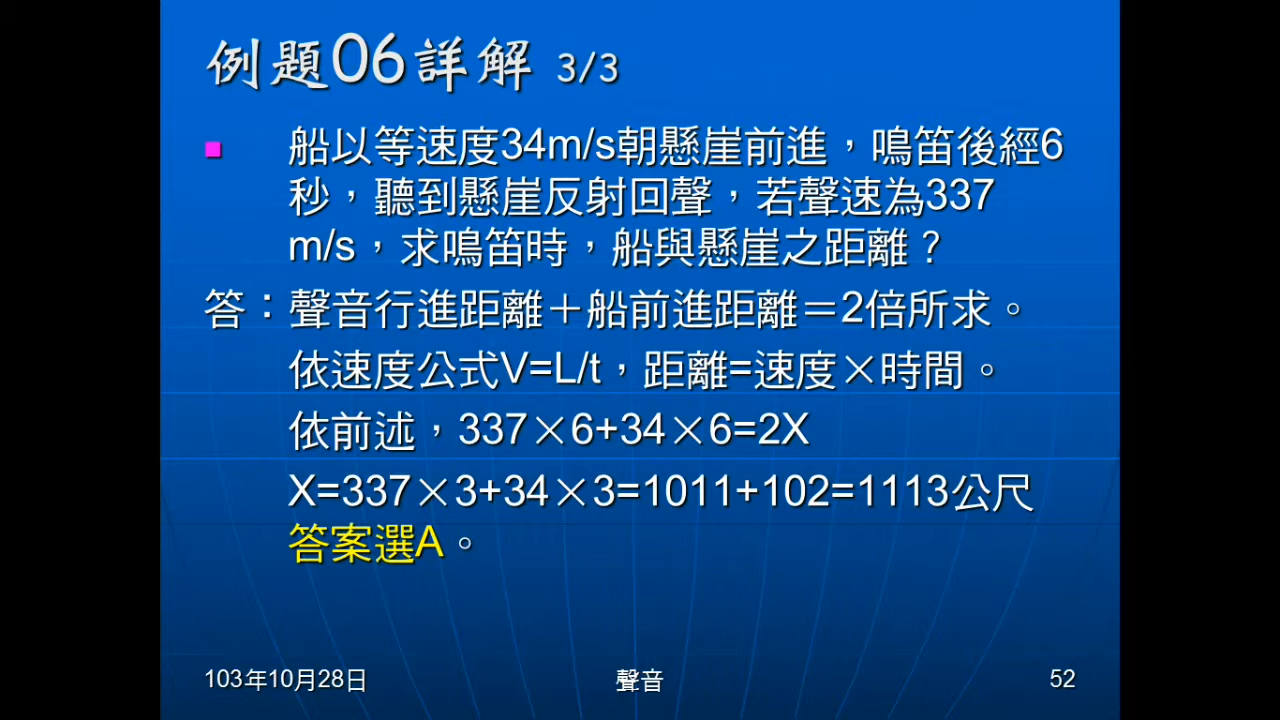 例題06詳解 3/3
船以等速度34m/s朝懸崖前進，鳴笛後經6
秒，聽到懸崖反射回聲，若聲速為337
m/s，求鳴笛時，船與懸崖之距離？
答：聲音行進距離＋船前進距離＝2倍所求。
依速度公式V=L/t，距離=速度×時間。
依前述，337×6+34×6=2X
X=337×3+34×3=1011+102=1113公尺
答案選A。
103年10月28日
聲音
52